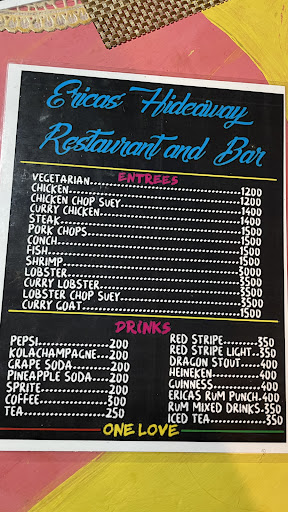 Ericas' Hideaway
Restaurant and Bar
ENTREES
VEGETARIAN...1200
CHICKEN...1200
CHICKEN CHOP SUEY...1400
CURRY CHICKEN...1400
STEAK...1500
PORK CHOPS...1500
CONCH...1500
FISH...1500
SHRIMP...1500
LOBSTER...3000
CURRY LOBSTER...3500
LOBSTER CHOP SUEY...3500
CURRY GOAT...1500
DRINKS
PEPSI...200
KOLACHAMPAGNE...200
GRAPE SODA...200
PINEAPPLE SODA...200
SPRITE...200
COFFEE...300
TEA...250
RED STRIPE...350
RED STRIPE LIGHT...350
DRAGON STOUT...400
HEINEKEN...400
GUINNESS...400
ERICAS RUM PUNCH.400
RUM MIXED DRINKS.350
ICED TEA...350
ONE LOVE